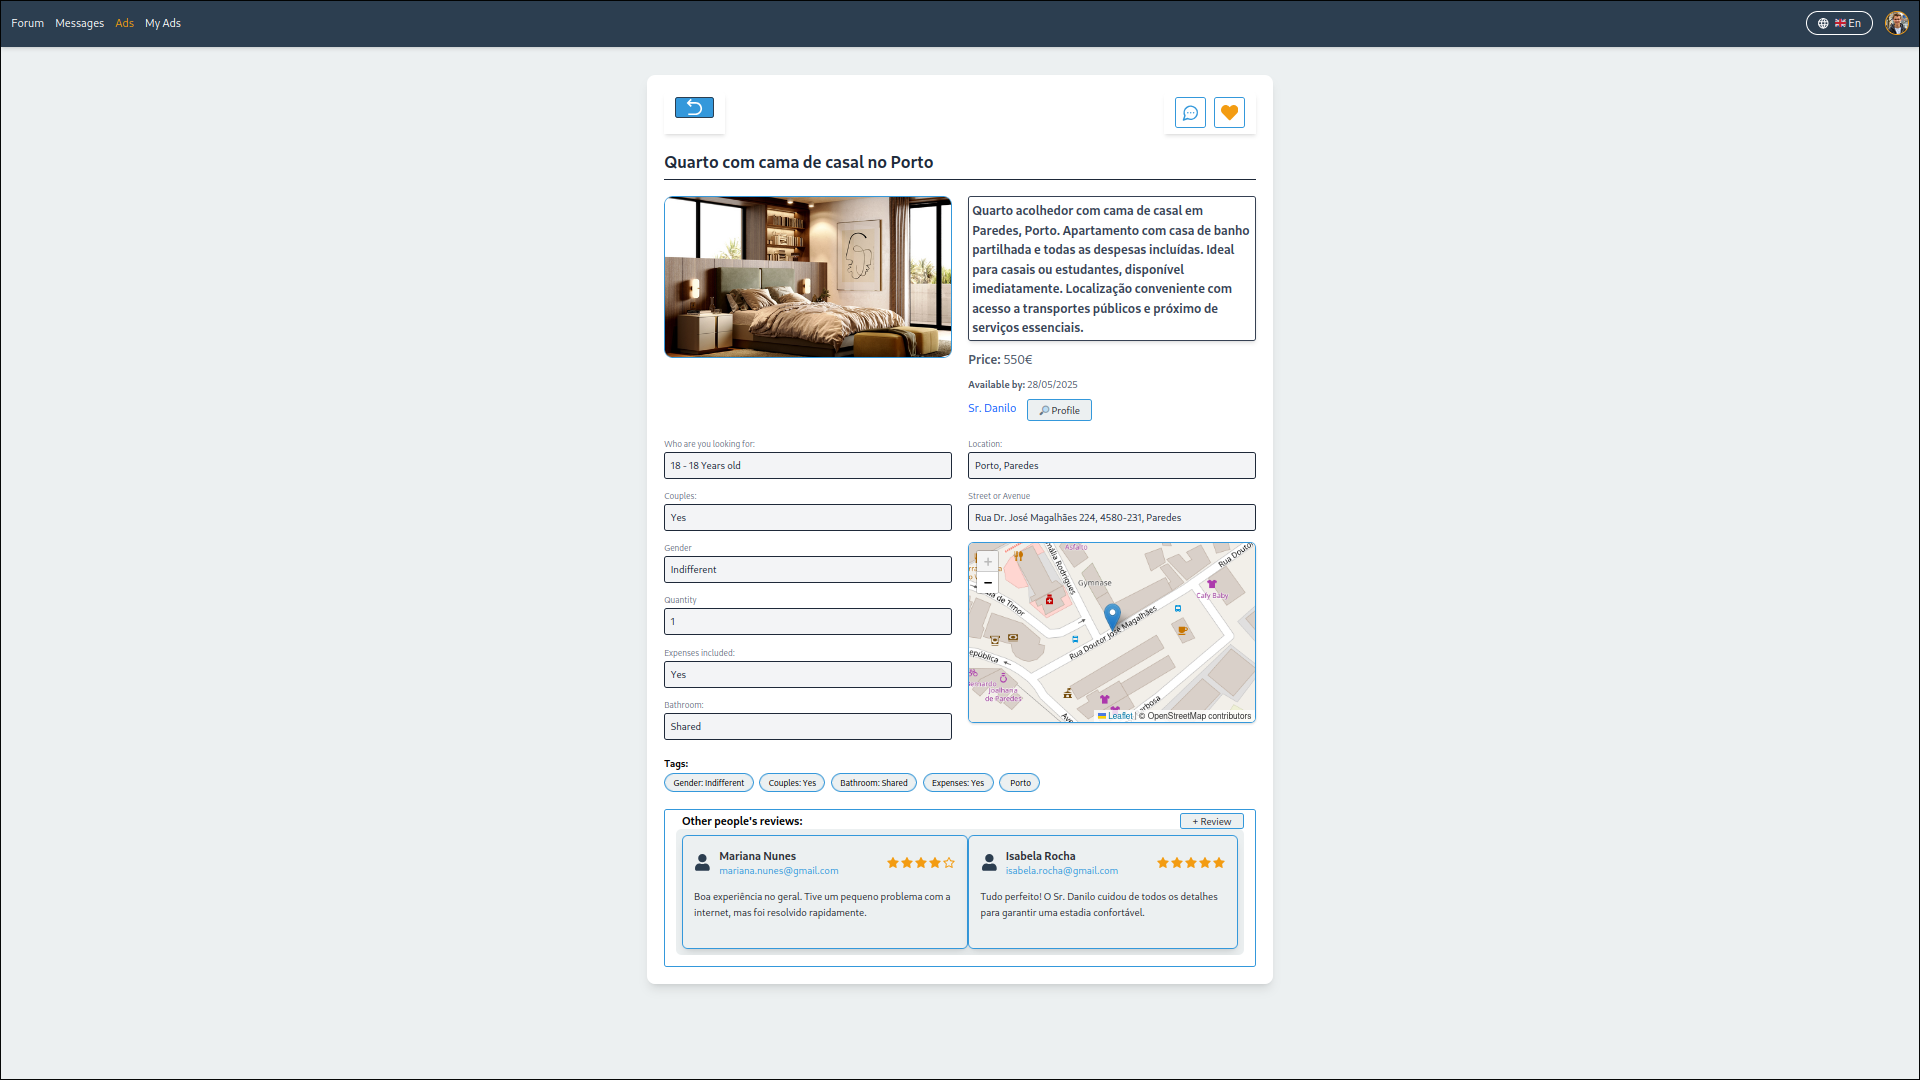 Forum Messages Ads My Ads
En
Quarto com cama de casal no Porto
Quarto acolhedor com cama de casal em
Paredes, Porto. Apartamento com casa de banho
partilhada e todas as despesas incluídas. Ideal
para casais ou estudantes, disponível
imediatamente. Localização conveniente com
acesso a transportes públicos e próximo de
serviços essenciais.
Price: 550€
Available by: 28/05/2025
Sr. Danilo
Profile
Who are you looking for:
18 - 18 Years old
Couples:
Yes
Gender
Indifferent
Quantity
1
Expenses included:
Yes
Bathroom:
Shared
Location:
Porto, Paredes
Street or Avenue
Rua Dr. José Magalhães 224, 4580-231, Paredes
+
−
Asfalto
Rodrigues
Gymnase
Rua Douto
Cafy Baby
de Timor
Rua Doutor José Magalhães
epública
Joalharia
de Paredes
Leaflet | © OpenStreetMap contributors
Tags:
Gender: Indifferent
Couples: Yes
Bathroom: Shared
Expenses: Yes
Porto
Other people's reviews:
+ Review
Mariana Nunes
mariana.nunes@gmail.com
Boa experiência no geral. Tive um pequeno problema com a
internet, mas foi resolvido rapidamente.
Isabela Rocha
isabela.rocha@gmail.com
Tudo perfeito! O Sr. Danilo cuidou de todos os detalhes
para garantir uma estadia confortável.